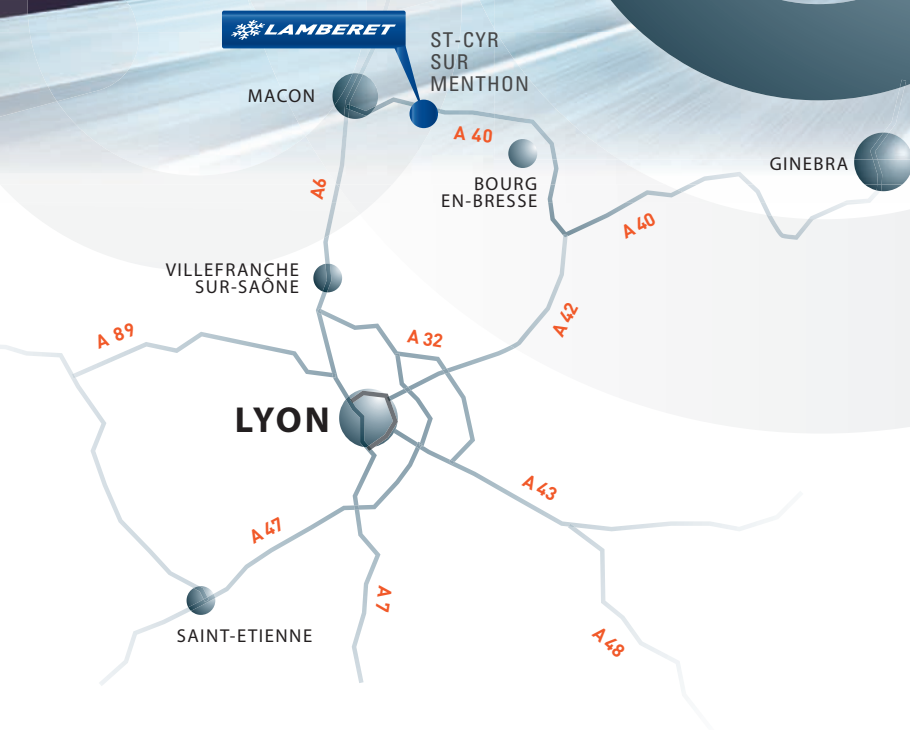 LAMBERET
ST-CYR
SUR
MENTHON
MACON
A 40
BOURG
EN-BRESSE
GINEBRA
A6
A 40
VILLEFRANCHE
SUR-SAÔNE
A 89
A 32
A 42
LYON
A 43
A 47
A 7
SAINT-ETIENNE
A 48